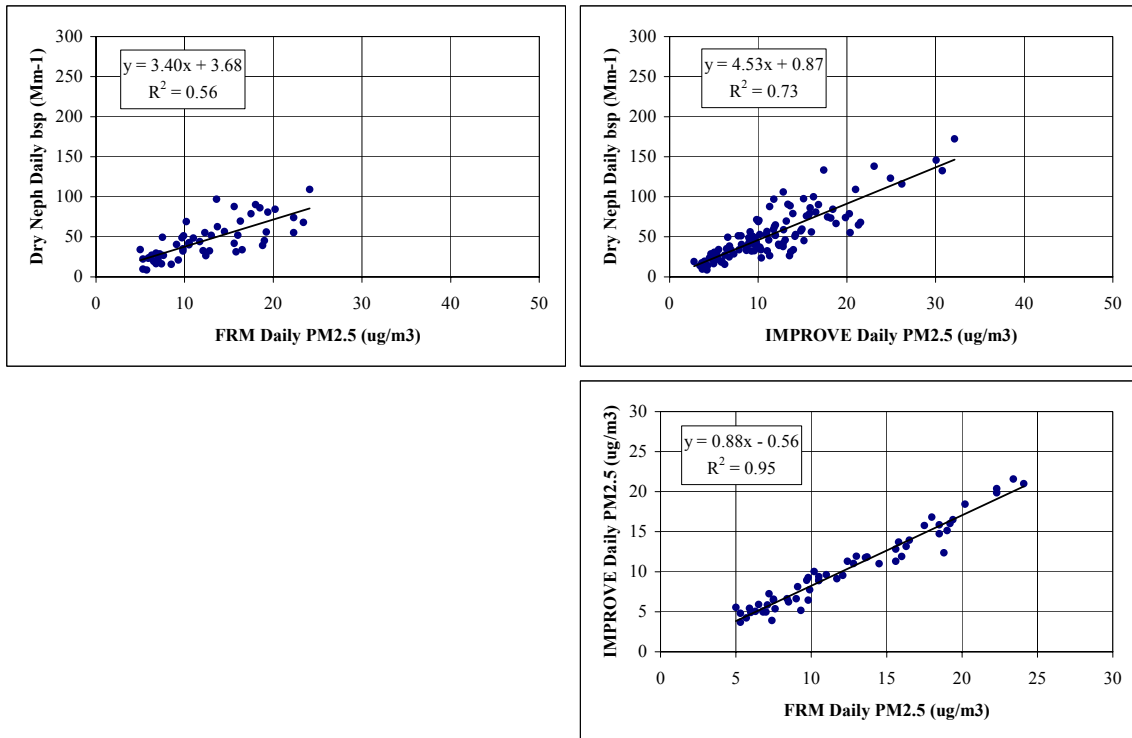 300
250
200
150
100
50
0
Dry Neph Daily bsp (Mm-1)
y = 3.40x + 3.68
R² = 0.56
0 10 20 30 40 50
FRM Daily PM2.5 (ug/m3)
300
250
200
150
100
50
0
Dry Neph Daily bsp (Mm-1)
y = 4.53x + 0.87
R² = 0.73
0 10 20 30 40 50
IMPROVE Daily PM2.5 (ug/m3)
30
25
20
15
10
5
0
IMPROVE Daily PM2.5 (ug/m3)
y = 0.88x - 0.56
R² = 0.95
0 5 10 15 20 25 30
FRM Daily PM2.5 (ug/m3)